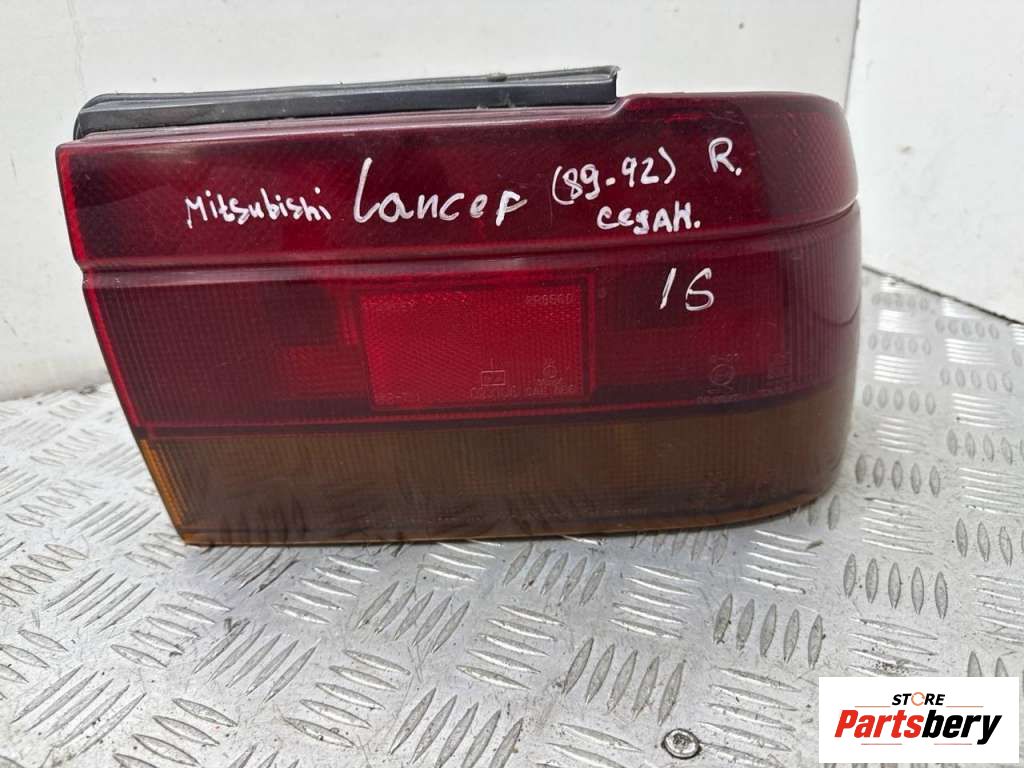 Mitsubishi Lancer (89-92) R.
седан.
16
STORE
Partsbery